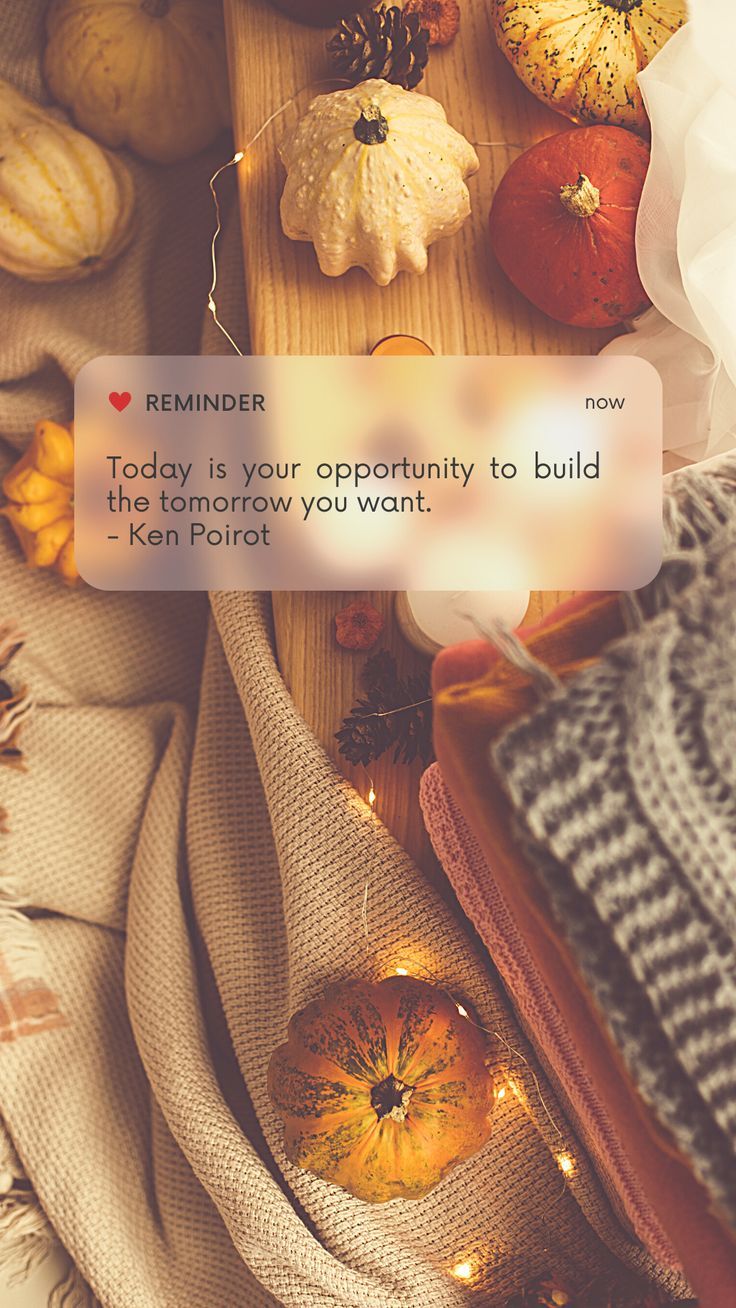 REMINDER now
Today is your opportunity to build
the tomorrow you want.
- Ken Poirot